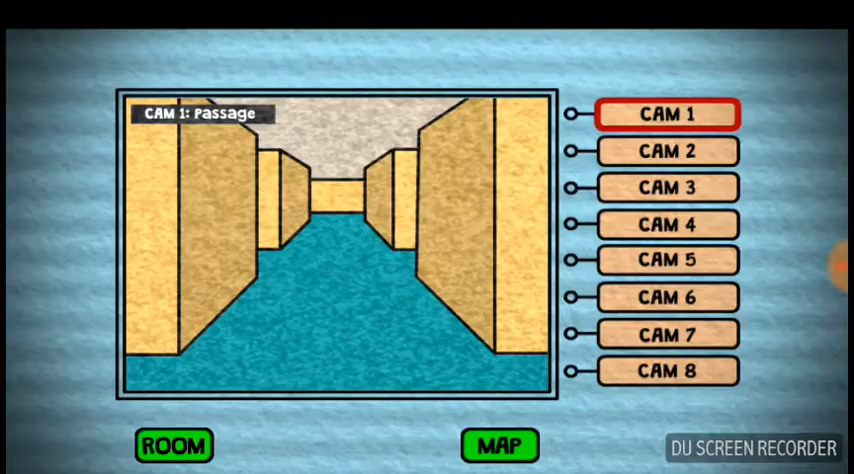 CAM 1: Passage
CAM 1
CAM 2
CAM 3
CAM 4
CAM 5
CAM 6
CAM 7
CAM 8
ROOM
MAP
DU SCREEN RECORDER